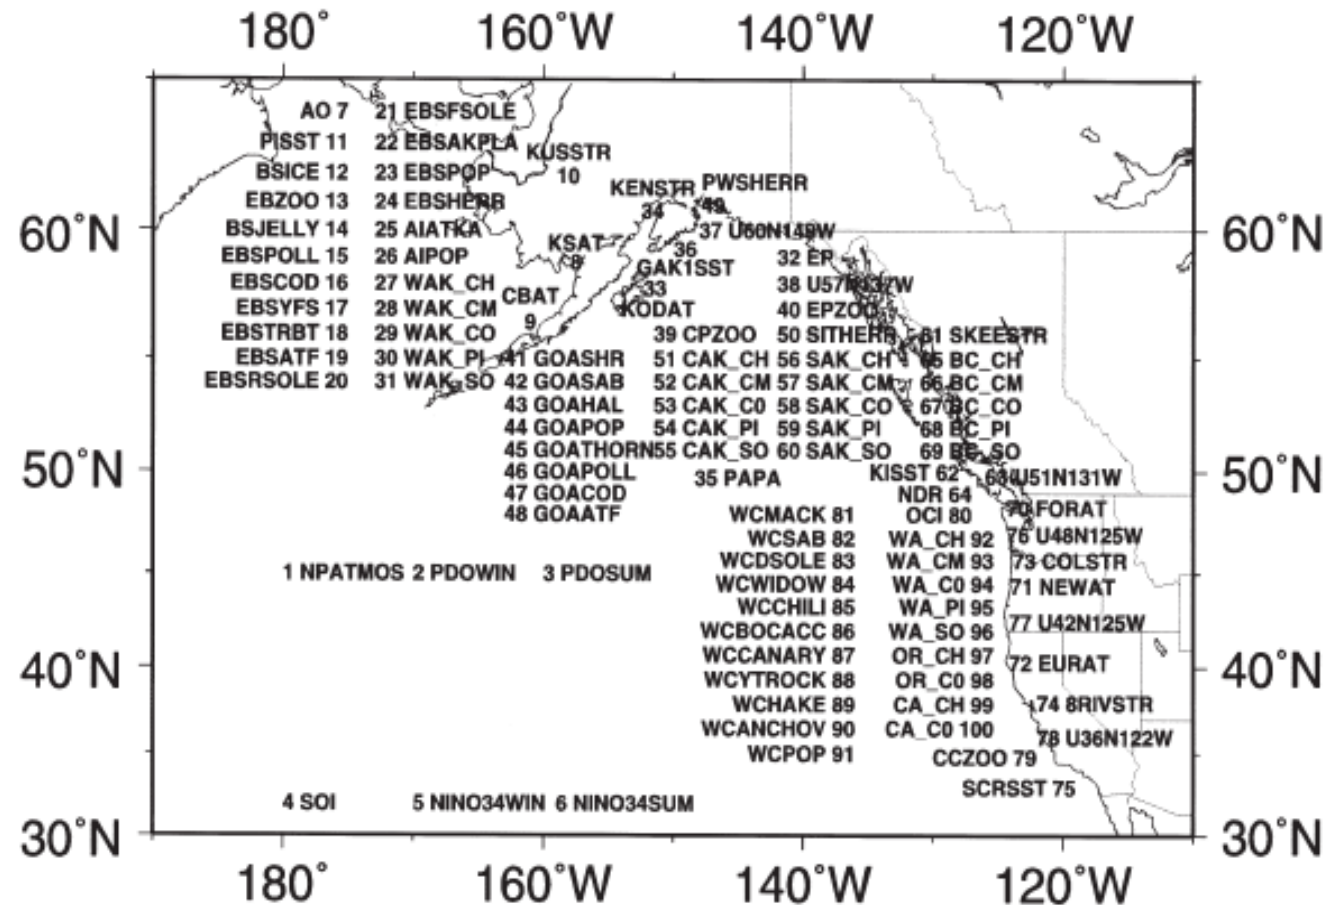 180° 160°W 140°W 120°W
AO 7 21 EBSFSOLE
PISST 11 22 EBSAKPLA
KUSSTR
BSICE 12 23 EBSPOP
10
KENSTR PWSHERR
EBZOO 13 24 EBSHERR
34 49
60°N BSJELLY 14 25 AIATKA 37 U60N149W 60°N
KSAT 36
EBSPOLL 15 26 AIPOP 8 32 EP
GAK1SST
EBSCOD 16 27 WAK_CH 33 38 U57N137W
CBAT
EBSYFS 17 28 WAK_CM KODAT 40 EPZOO
9
EBSTRBT 18 29 WAK_CO 39 CPZOO 50 SITHERR 61 SKEESTR
EBSATF 19 30 WAK_PI 41 GOASHR 51 CAK_CH 56 SAK_CH 65 BC_CH
EBSRSOLE 20 31 WAK_SO 42 GOASAB 52 CAK_CM 57 SAK_CM 66 BC_CM
43 GOAHAL 53 CAK_C0 58 SAK_CO 67 BC_CO
44 GOAPOP 54 CAK_PI 59 SAK_PI 68 BC_PI
45 GOATHORN 55 CAK_SO 60 SAK_SO 69 BC_SO
50°N 46 GOAPOLL 35 PAPA KISST 62 63 U51N131W 50°N
47 GOACOD NDR 64
48 GOAATF WCMACK 81 OCI 80 70 FORAT
WCSAB 82 WA_CH 92 76 U48N125W
WCDSOLE 83 WA_CM 93 73 COLSTR
1 NPATMOS 2 PDOWIN 3 PDOSUM WCWIDOW 84 WA_C0 94 71 NEWAT
WCCHILI 85 WA_PI 95
WCBOCACC 86 WA_SO 96 77 U42N125W
40°N WCCANARY 87 OR_CH 97 72 EURAT 40°N
WCYTROCK 88 OR_C0 98
WCHAKE 89 CA_CH 99 74 8RIVSTR
WCANCHOV 90 CA_C0 100 78 U36N122W
WCPOP 91 CCZOO 79
SCRSST 75
4 SOI 5 NINO34WIN 6 NINO34SUM
30°N 30°N
180° 160°W 140°W 120°W